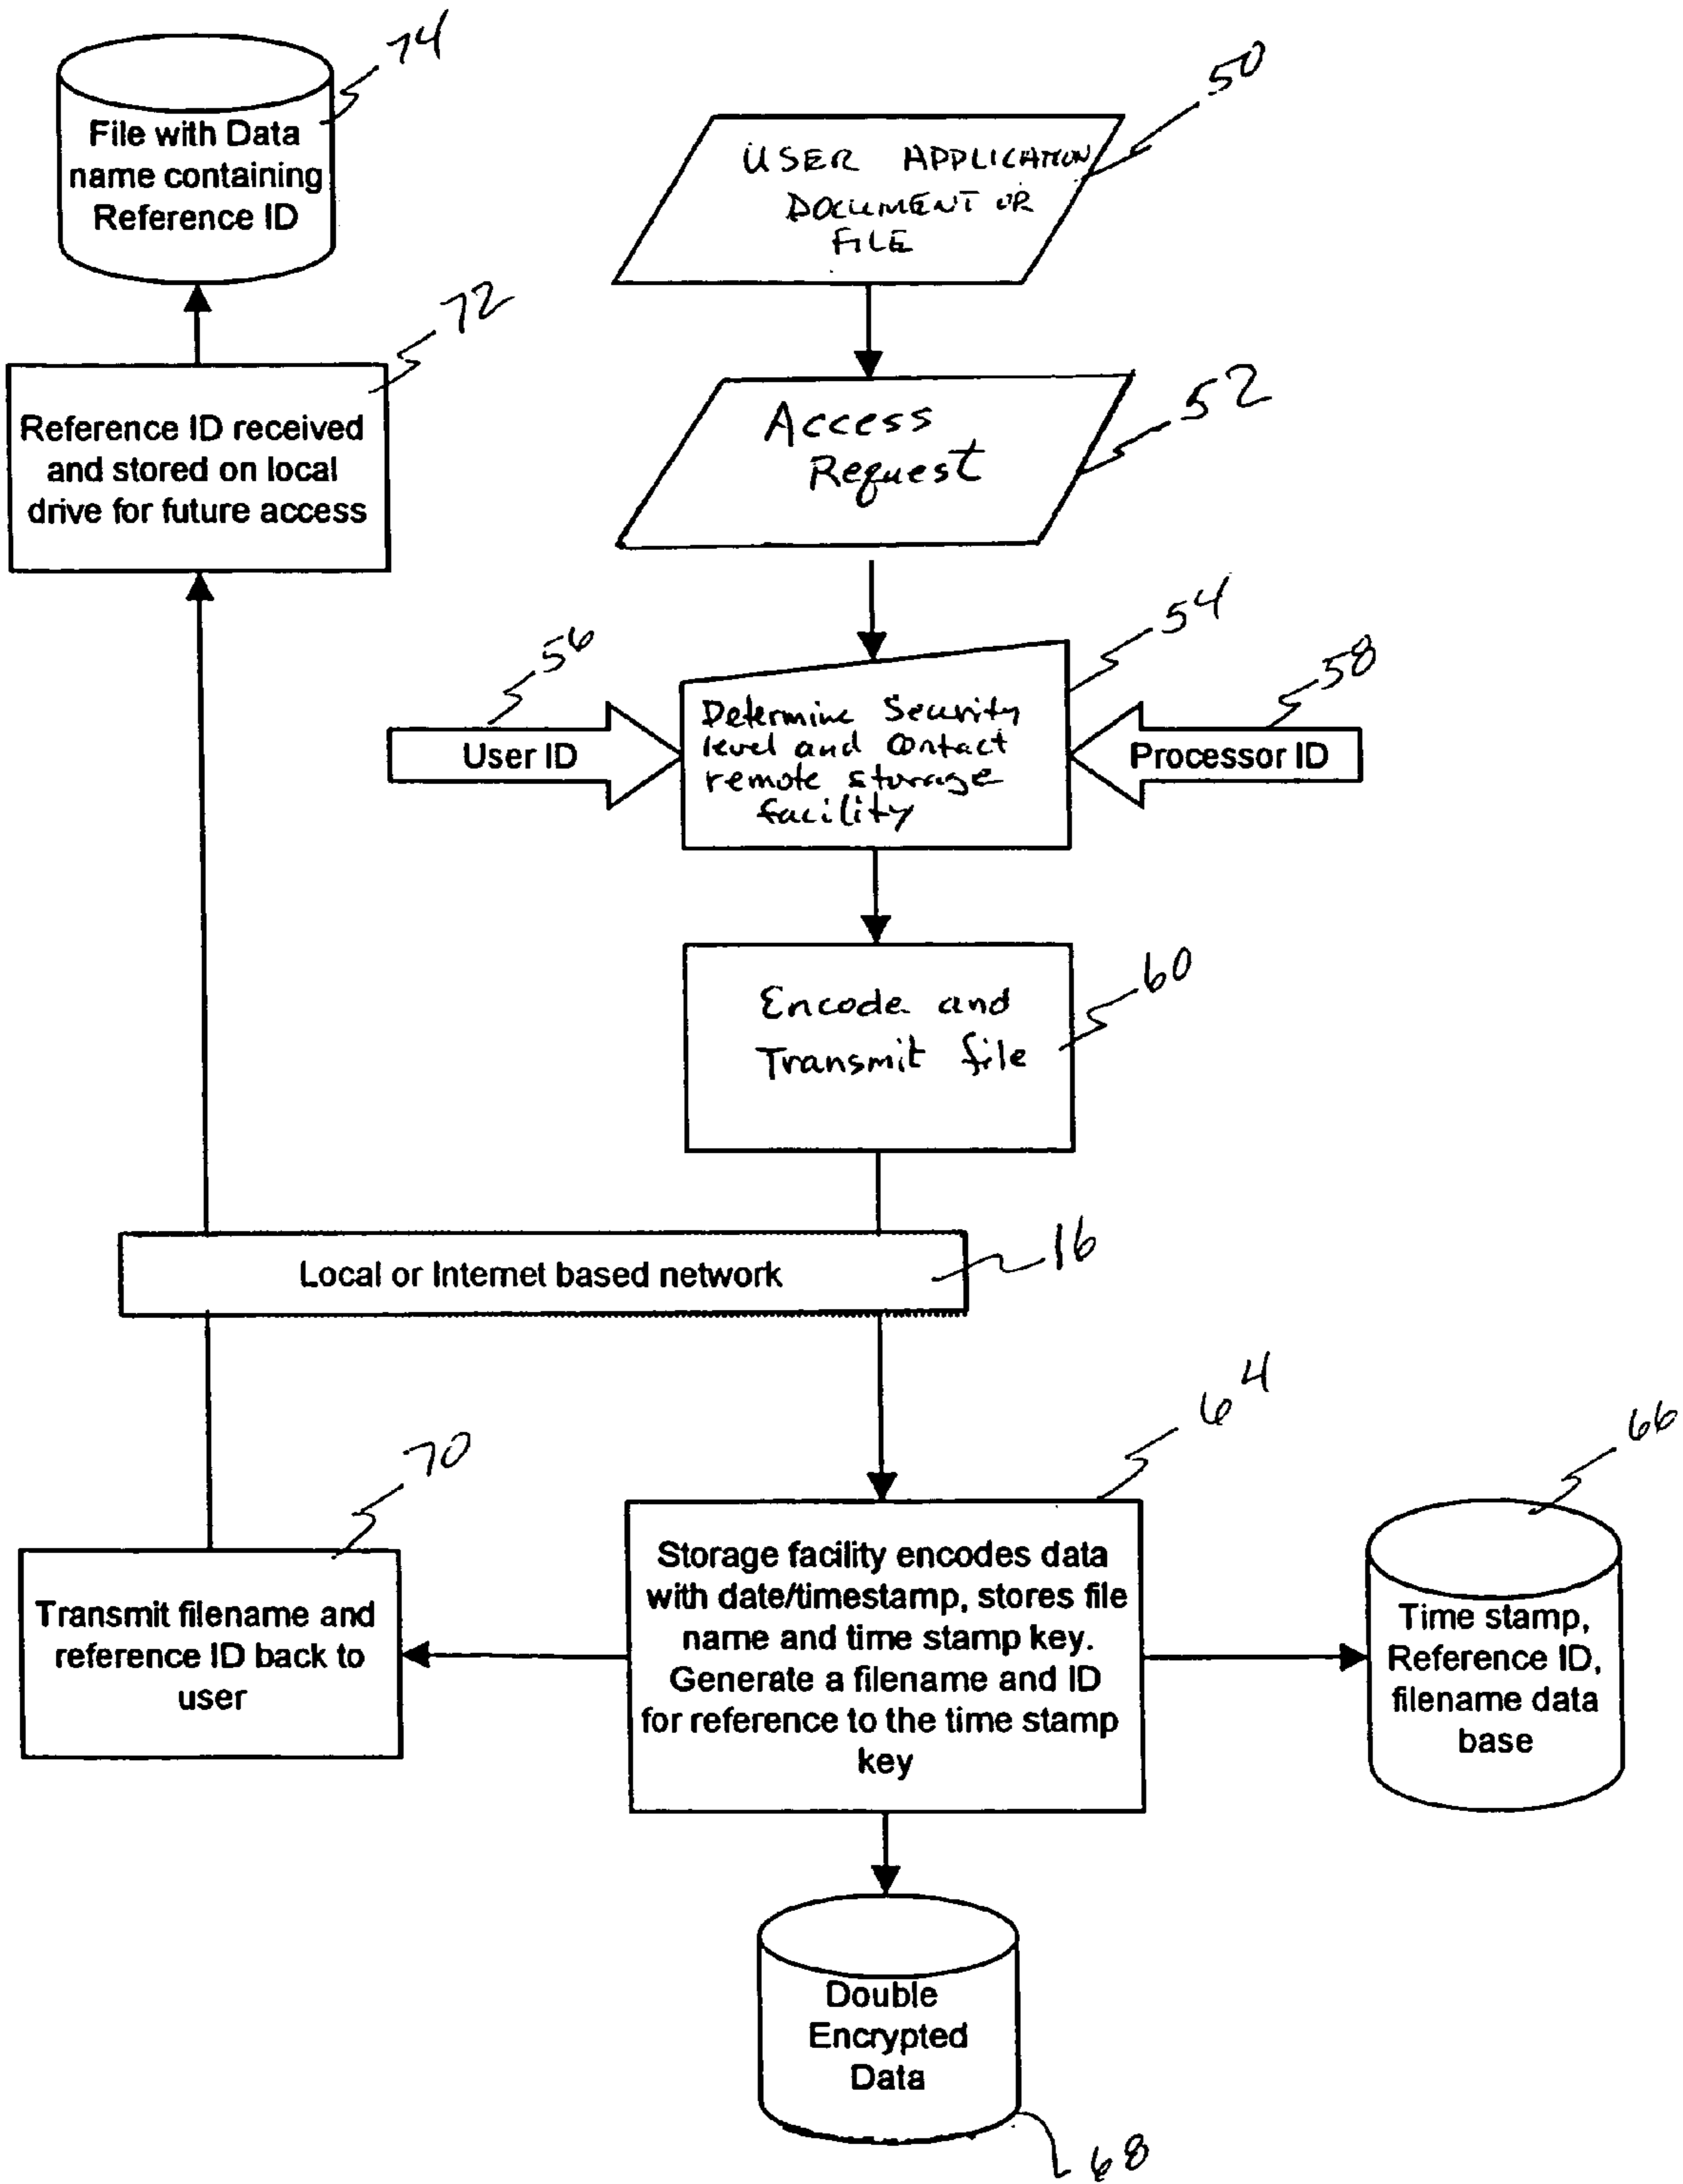 74
File with Data
name containing
Reference ID
50
USER APPLICATION
DOCUMENT OR
FILE
72
Reference ID received
and stored on local
drive for future access
52
Access
Request
54
56
58
User ID
Determine Security
level and Contact
remote storage
facility
Processor ID
60
Encode and
Transmit file
Local or Internet based network
16
64
66
70
Storage facility encodes data
with date/timestamp, stores file
name and time stamp key.
Generate a filename and ID
for reference to the time stamp
key
Transmit filename and
reference ID back to
user
Time stamp,
Reference ID,
filename data
base
Double
Encrypted
Data
68